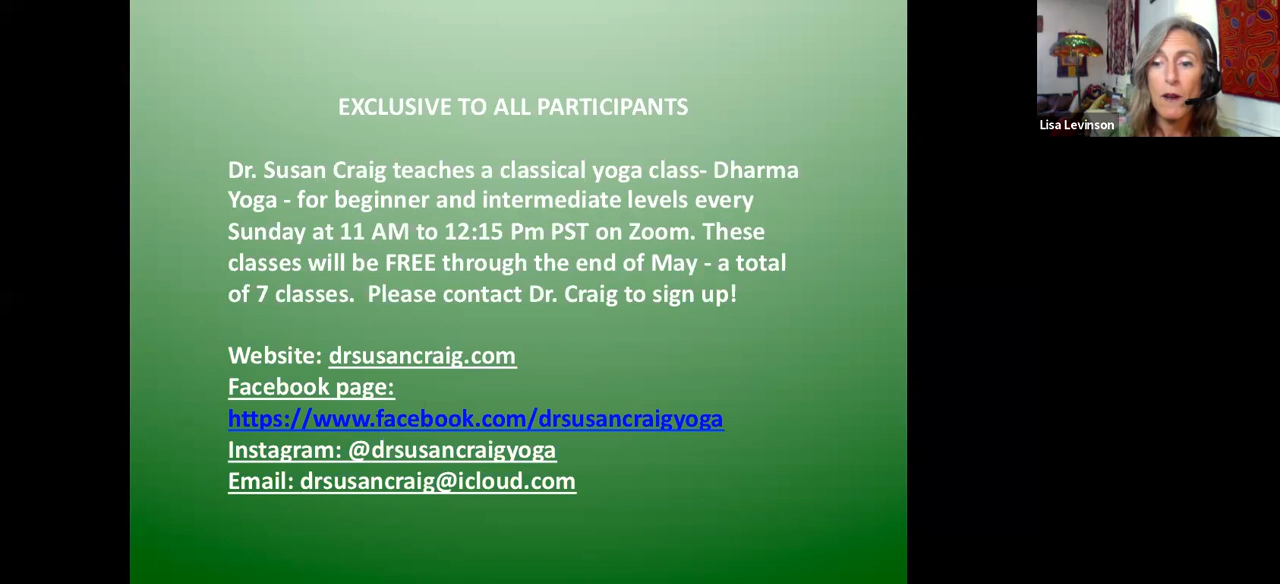 EXCLUSIVE TO ALL PARTICIPANTS
Dr. Susan Craig teaches a classical yoga class- Dharma
Yoga - for beginner and intermediate levels every
Sunday at 11 AM to 12:15 Pm PST on Zoom. These
classes will be FREE through the end of May - a total
of 7 classes.  Please contact Dr. Craig to sign up!
Website: drsusancraig.com
Facebook page:
https://www.facebook.com/drsusancraigyoga
Instagram: @drsusancraigyoga
Email: drsusancraig@icloud.com
Lisa Levinson